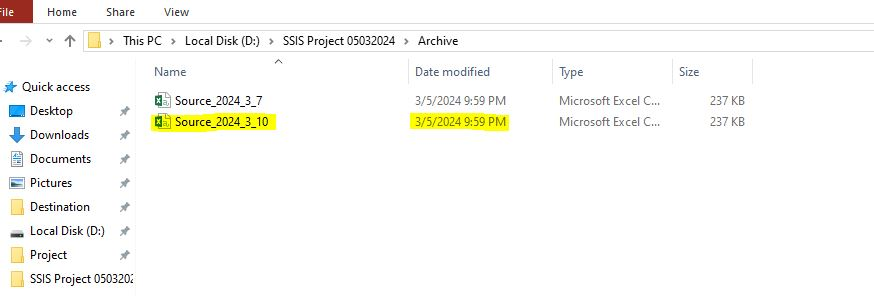 File Home Share View
This PC > Local Disk (D:) > SSIS Project 05032024 > Archive
Name Date modified Type Size
Quick access
Desktop
Downloads
Documents
Pictures
Destination
Local Disk (D:)
Project
SSIS Project 0503202
Source_2024_3_7 3/5/2024 9:59 PM Microsoft Excel C... 237 KB
Source_2024_3_10 3/5/2024 9:59 PM Microsoft Excel C... 237 KB